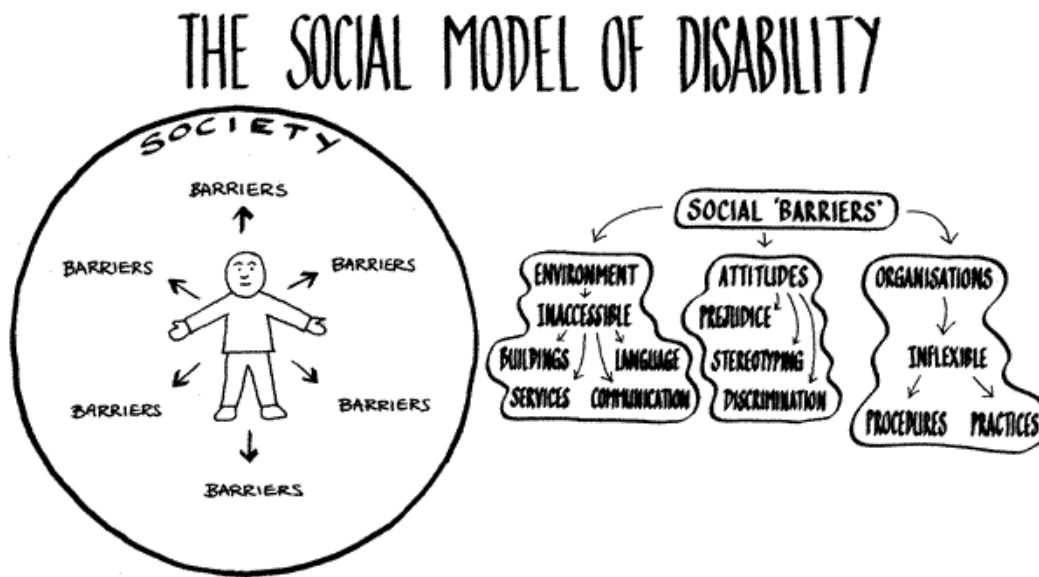 THE SOCIAL MODEL OF DISABILITY
SOCIETY
BARRIERS
BARRIERS
BARRIERS
BARRIERS
BARRIERS
BARRIERS
SOCIAL 'BARRIERS'
ENVIRONMENT
INACCESSIBLE
BUILDINGS
LANGUAGE
SERVICES
COMMUNICATION
ATTITUDES
PREJUDICE
STEREOTYPING
DISCRIMINATION
ORGANISATIONS
INFLEXIBLE
PROCEDURES
PRACTICES